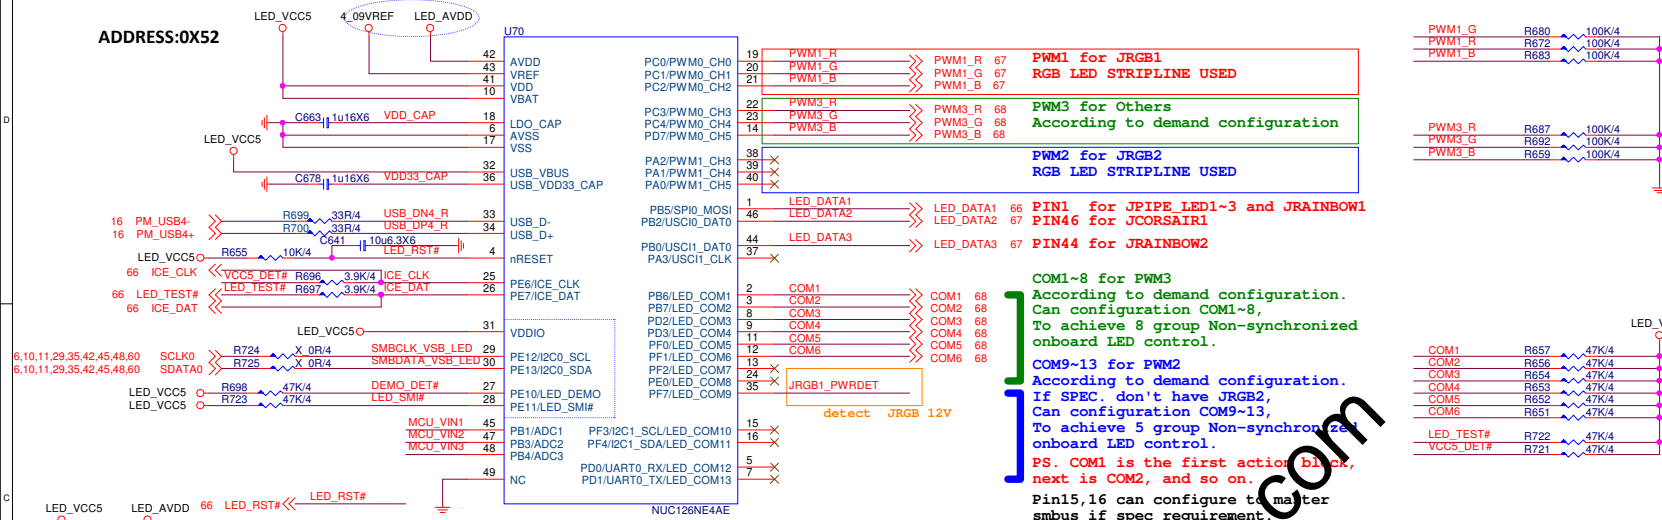 LED_VCC5 4_09VREF LED_AVDD
ADDRESS:0X52
U70
42 AVDD
43 VREF
41 VDD
10 VBAT
C663 1u16X6 VDD_CAP 18 LDO_CAP
6 AVSS
17 VSS
LED_VCC5
32 USB_VBUS
C678 1u16X6 VDD33_CAP 36 USB_VDD33_CAP
16 PM_USB4- R699 33R/4 USB_DN4_R 33 USB_D-
16 PM_USB4+ R700 33R/4 USB_DP4_R 34 USB_D+
C641 10u6.3X6
LED_VCC5 R655 10K/4 LED_RST# 4 nRESET
66 ICE_CLK
VCC5_DET# R696 3.9K/4 ICE_CLK 25 PE6/ICE_CLK
66 LED_TEST# LED_TEST# R697 3.9K/4 ICE_DAT 26 PE7/ICE_DAT
66 ICE_DAT
LED_VCC5 31 VDDIO
6,10,11,29,35,42,45,48,60 SCLK0 R724 X_0R/4 SMBCLK_VSB_LED 29 PE12/I2C0_SCL
6,10,11,29,35,42,45,48,60 SDATA0 R725 X_0R/4 SMBDATA_VSB_LED 30 PE13/I2C0_SDA
LED_VCC5 R698 47K/4 DEMO_DET# 27 PE10/LED_DEMO
LED_VCC5 R723 47K/4 LED_SMI# 28 PE11/LED_SMI#
MCU_VIN1 45 PB1/ADC1
MCU_VIN2 47 PB3/ADC2
MCU_VIN3 48 PB4/ADC3
49 NC
66 LED_RST# LED_RST#
LED_VCC5 LED_AVDD
NUC126NE4AE
PC0/PWM0_CH0 19 PWM1_R PWM1_R 67
PC1/PWM0_CH1 20 PWM1_G PWM1_G 67
PC2/PWM0_CH2 21 PWM1_B PWM1_B 67
PWM1 for JRGB1
RGB LED STRIPLINE USED
PC3/PWM0_CH3 22 PWM3_R PWM3_R 68
PC4/PWM0_CH4 23 PWM3_G PWM3_G 68
PD7/PWM0_CH5 14 PWM3_B PWM3_B 68
PWM3 for Others
According to demand configuration
PA2/PWM1_CH3 38
PA1/PWM1_CH4 39
PA0/PWM1_CH5 40
PWM2 for JRGB2
RGB LED STRIPLINE USED
PB5/SPI0_MOSI 1 LED_DATA1 LED_DATA1 66 PIN1 for JPIPE_LED1~3 and JRAINBOW1
PB2/USCI0_DAT0 46 LED_DATA2 LED_DATA2 67 PIN46 for JCORSAIR1
PB0/USCI1_DAT0 44 LED_DATA3 LED_DATA3 67 PIN44 for JRAINBOW2
PA3/USCI1_CLK 37
PB6/LED_COM1 2 COM1 COM1 68
PB7/LED_COM2 3 COM2 COM2 68
PD2/LED_COM3 8 COM3 COM3 68
PD3/LED_COM4 9 COM4 COM4 68
PF0/LED_COM5 11 COM5 COM5 68
PF1/LED_COM6 12 COM6 COM6 68
PF2/LED_COM7 13
PE0/LED_COM8 24
PF7/LED_COM9 35 JRGB1_PWRDET
detect JRGB 12V
PF3/I2C1_SCL/LED_COM10 15
PF4/I2C1_SDA/LED_COM11 16
PD0/UART0_RX/LED_COM12 5
PD1/UART0_TX/LED_COM13 7
COM1~8 for PWM3
According to demand configuration.
Can configuration COM1~8,
To achieve 8 group Non-synchronized
onboard LED control.
COM9~13 for PWM2
According to demand configuration.
If SPEC. don't have JRGB2,
Can configuration COM9~13,
To achieve 5 group Non-synchronized
onboard LED control.
PS. COM1 is the first action block,
next is COM2, and so on.
Pin15,16 can configure to master
smbus if spec requirement.
com
PWM1_G R680 100K/4
PWM1_R R672 100K/4
PWM1_B R683 100K/4
PWM3_R R687 100K/4
PWM3_G R692 100K/4
PWM3_B R659 100K/4
COM1 R657 47K/4
COM2 R656 47K/4
COM3 R654 47K/4
COM4 R653 47K/4
COM5 R652 47K/4
COM6 R651 47K/4
LED_TEST# R722 47K/4
VCC5_DET# R721 47K/4
D
C